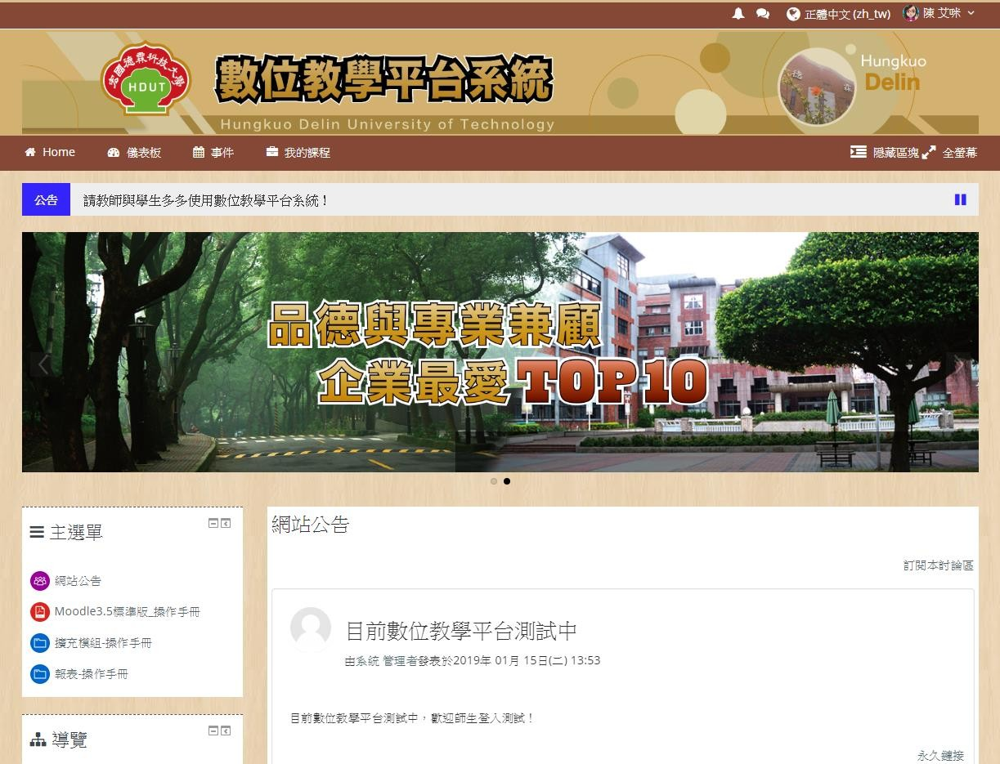 正體中文 (zh_tw) 陳 艾咪
宏國德霖科技大學
HDUT
數位教學平台系統
Hungkuo Delin University of Technology
德 霖
Hungkuo
Delin
Home 儀表板 事件 我的課程 隱藏區塊 全螢幕
公告 請教師與學生多多使用數位教學平台系統！
品德與專業兼顧
企業最愛TOP10
主選單
網站公告
Moodle3.5標準版_操作手冊
擴充模組-操作手冊
報表-操作手冊
導覽
網站公告
訂閱本討論區
目前數位教學平台測試中
由系統 管理者發表於2019年 01月 15日(二) 13:53
目前數位教學平台測試中，歡迎師生登入測試！
永久鏈接